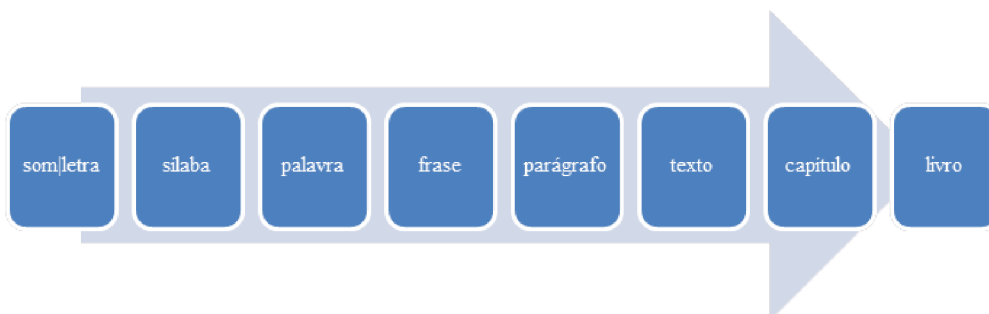 som|letra
sílaba
palavra
frase
parágrafo
texto
capítulo
livro